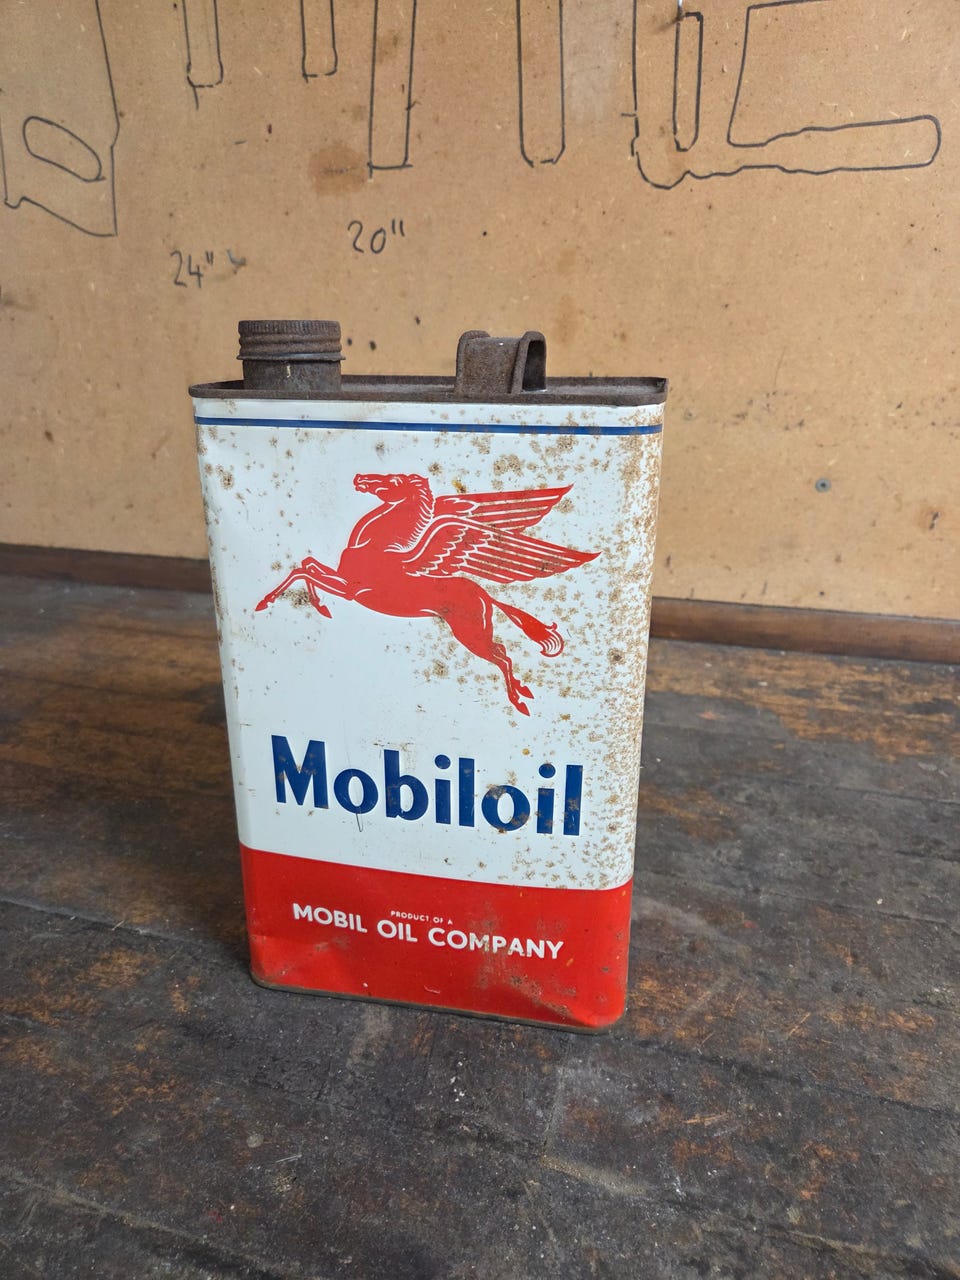 24" 20"
Mobiloil
PRODUCT OF A
MOBIL OIL COMPANY